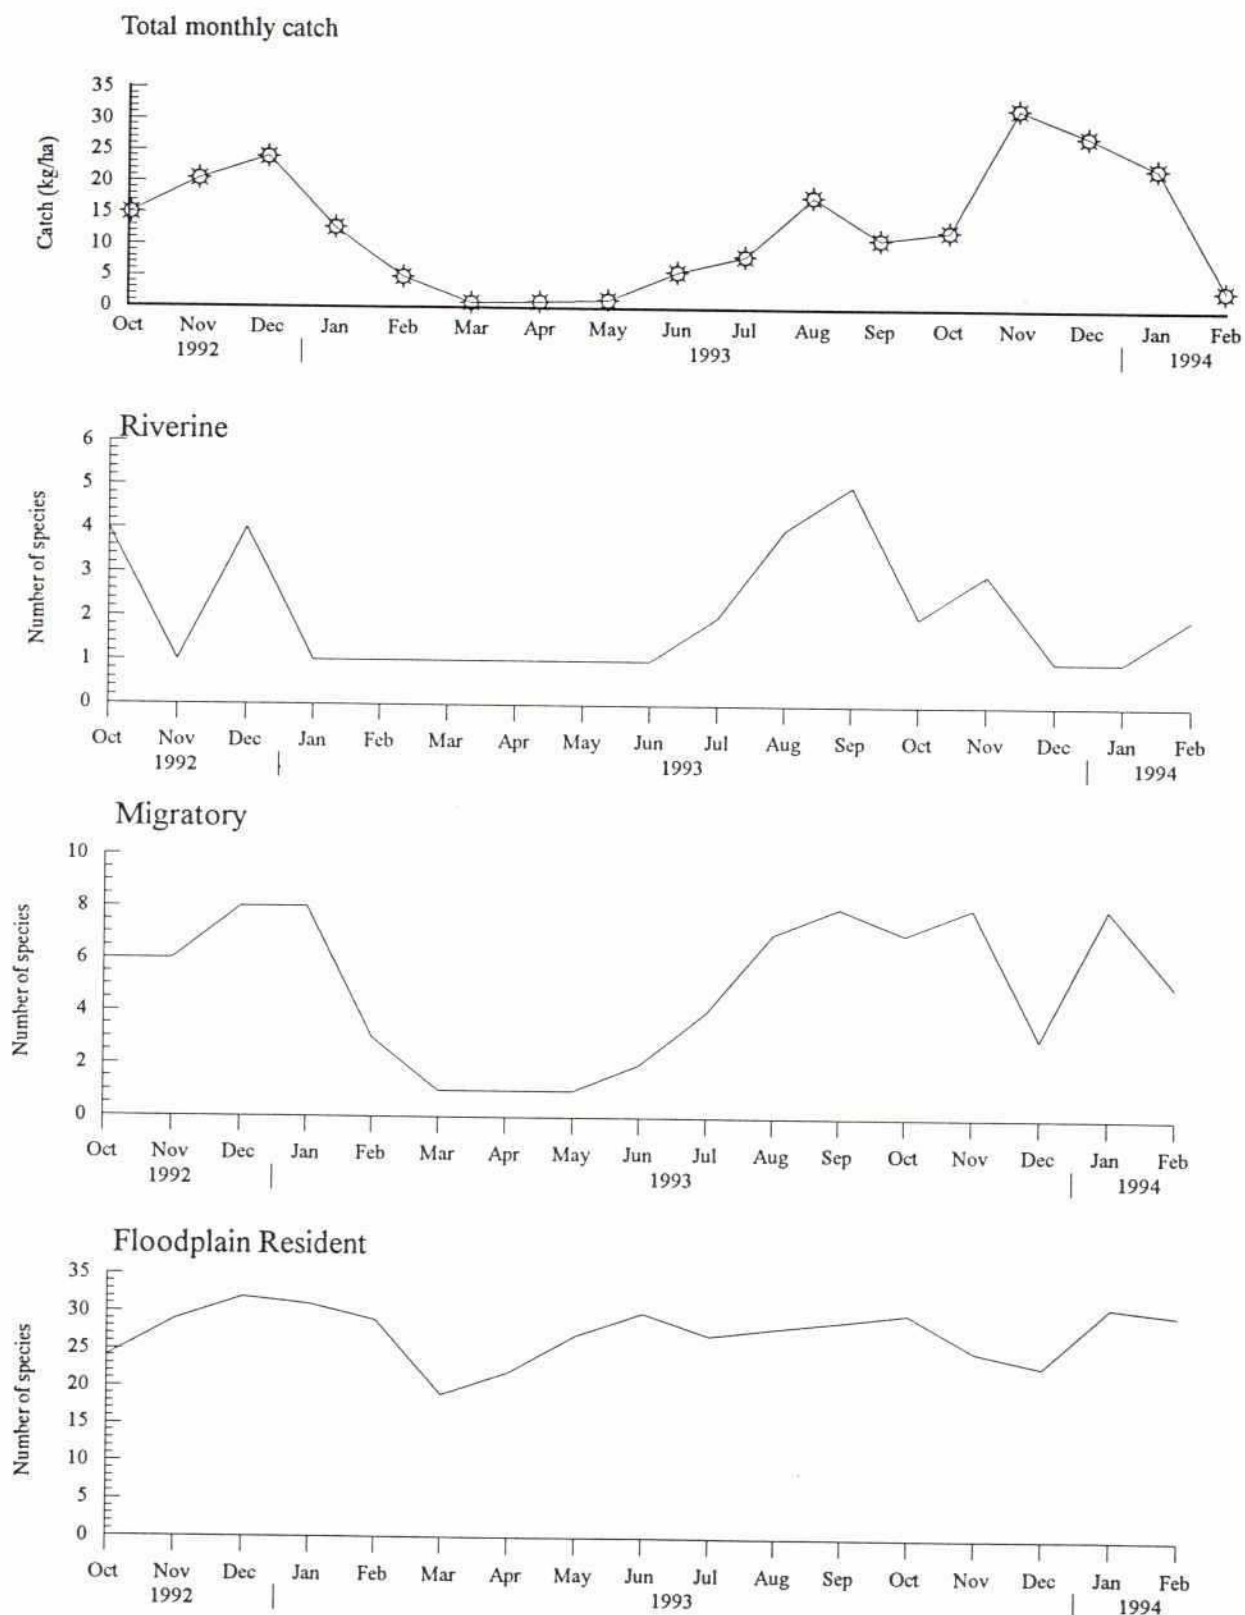 Total monthly catch
Catch (kg/ha)
35
30
25
20
15
10
5
0
Oct Nov Dec Jan Feb Mar Apr May Jun Jul Aug Sep Oct Nov Dec Jan Feb
1992 1993 1994
Riverine
Number of species
6
5
4
3
2
1
0
Oct Nov Dec Jan Feb Mar Apr May Jun Jul Aug Sep Oct Nov Dec Jan Feb
1992 1993 1994
Migratory
Number of species
10
8
6
4
2
0
Oct Nov Dec Jan Feb Mar Apr May Jun Jul Aug Sep Oct Nov Dec Jan Feb
1992 1993 1994
Floodplain Resident
Number of species
35
30
25
20
15
10
5
0
Oct Nov Dec Jan Feb Mar Apr May Jun Jul Aug Sep Oct Nov Dec Jan Feb
1992 1993 1994